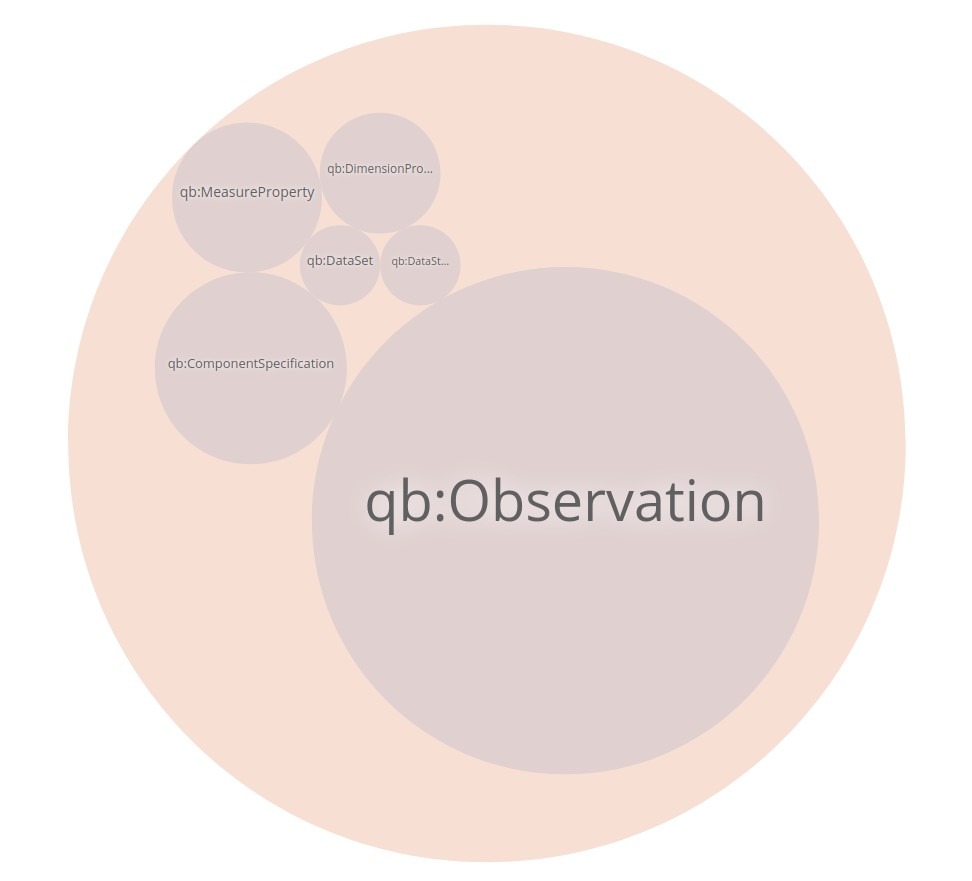 qb:DimensionPro...
qb:MeasureProperty
qb:DataSet
qb:DataSt...
qb:ComponentSpecification
qb:Observation